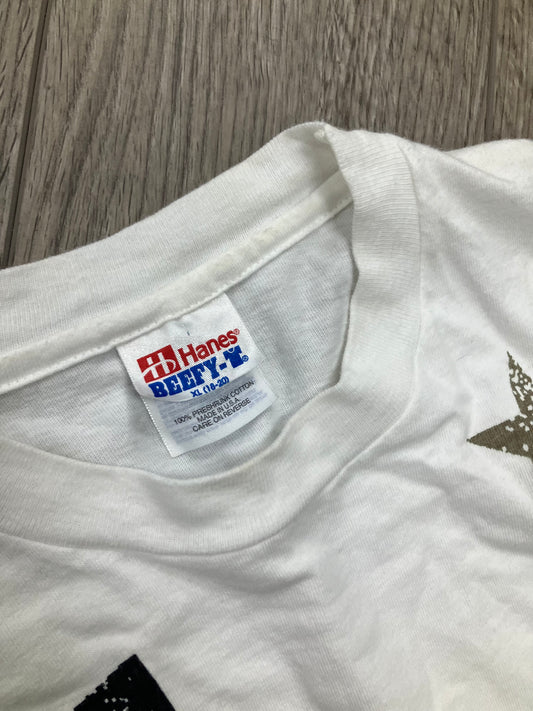 Hanes®
BEEFY-T®
XL (18-20)
100% PRESHRUNK COTTON
MADE IN U.S.A.
CARE ON REVERSE